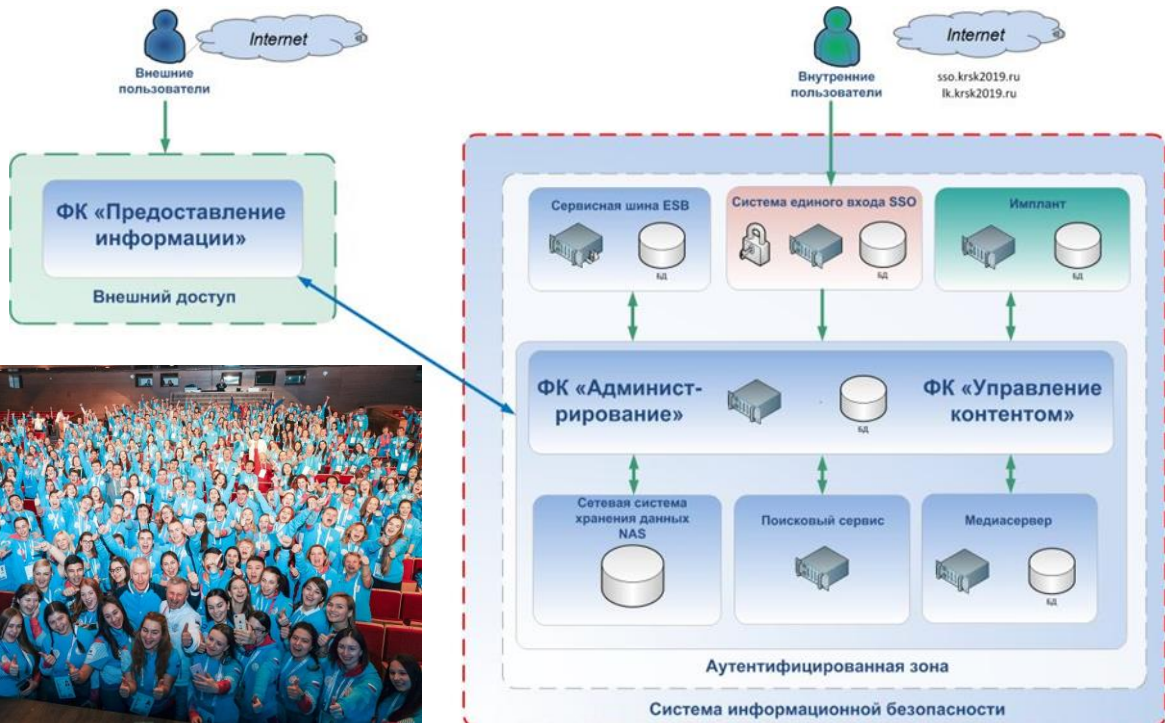 Internet
Внешние
пользователи
ФК «Предоставление
информации»
Внешний доступ
Internet
Внутренние
пользователи
sso.krsk2019.ru
lk.krsk2019.ru
Сервисная шина ESB
БД
Система единого входа SSO
БД
Имплант
БД
ФК «Админист-
рирование»
БД
ФК «Управление
контентом»
Сетевая система
хранения данных
NAS
Поисковый сервис
Медиасервер
БД
Аутентифицированная зона
Система информационной безопасности